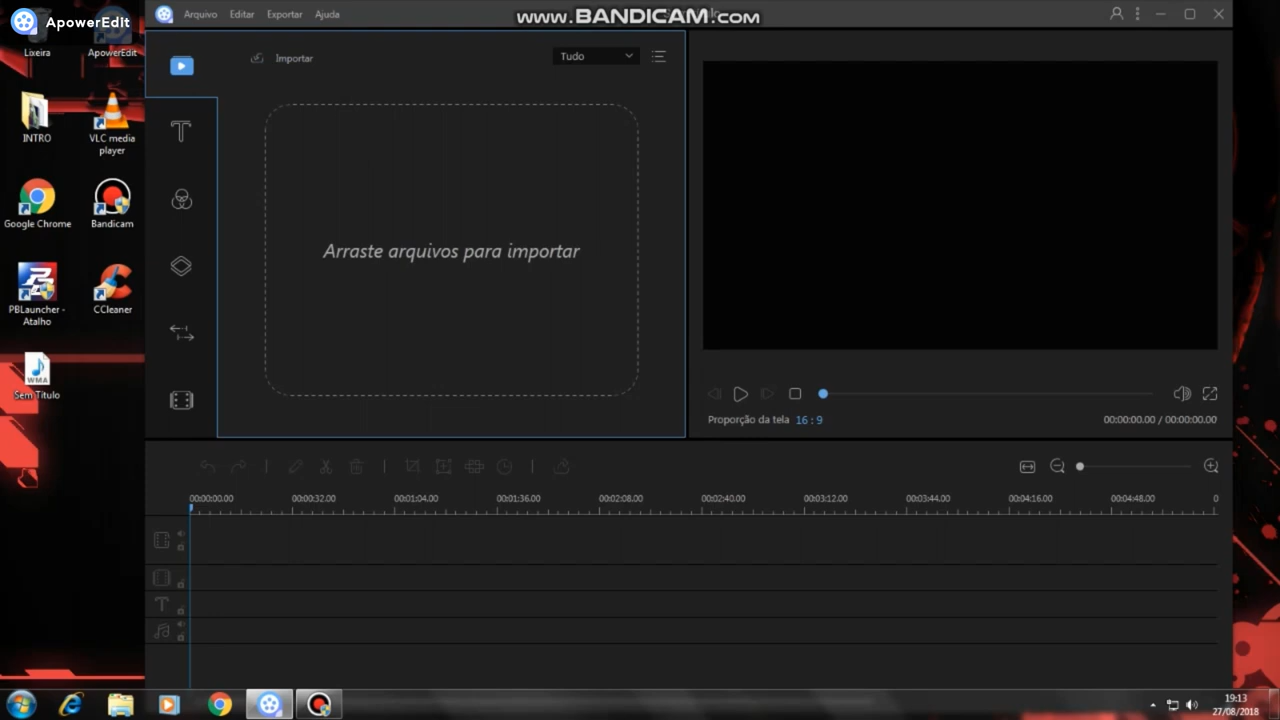 ApowerEdit
Lixeira
ApowerEdit
INTRO
VLC media
player
Google Chrome
Bandicam
PBLauncher -
Atalho
CCleaner
WMA
Sem Título
Arquivo Editar Exportar Ajuda
www.BANDICAM.com
Importar
Tudo
Arraste arquivos para importar
Proporção da tela 16 : 9
00:00:00.00 / 00:00:00.00
00:00:00.00 00:00:32.00 00:01:04.00 00:01:36.00 00:02:08.00 00:02:40.00 00:03:12.00 00:03:44.00 00:04:16.00 00:04:48.00 0
19:13
27/08/2018